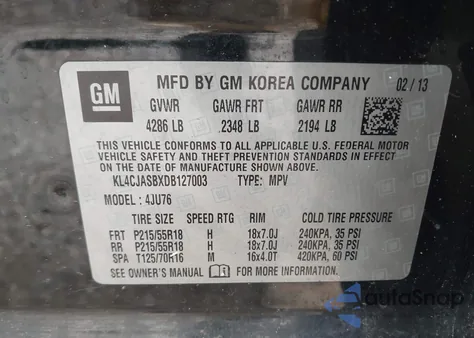 GM MFD BY GM KOREA COMPANY 02 / 13
GVWR GAWR FRT GAWR RR
4286 LB 2348 LB 2194 LB
THIS VEHICLE CONFORMS TO ALL APPLICABLE U.S. FEDERAL MOTOR
VEHICLE SAFETY AND THEFT PREVENTION STANDARDS IN EFFECT ON THE
DATE OF MANUFACTURE SHOWN ABOVE.
KL4CJASBXDB127003 TYPE: MPV
MODEL : 4JU76
TIRE SIZE SPEED RTG RIM COLD TIRE PRESSURE
FRT P215/55R18 H 18x7.0J 240KPA, 35 PSI
RR P215/55R18 H 18x7.0J 240KPA, 35 PSI
SPA T125/70R16 M 16x4.0T 420KPA, 60 PSI
SEE OWNER'S MANUAL FOR MORE INFORMATION.
autoSnap